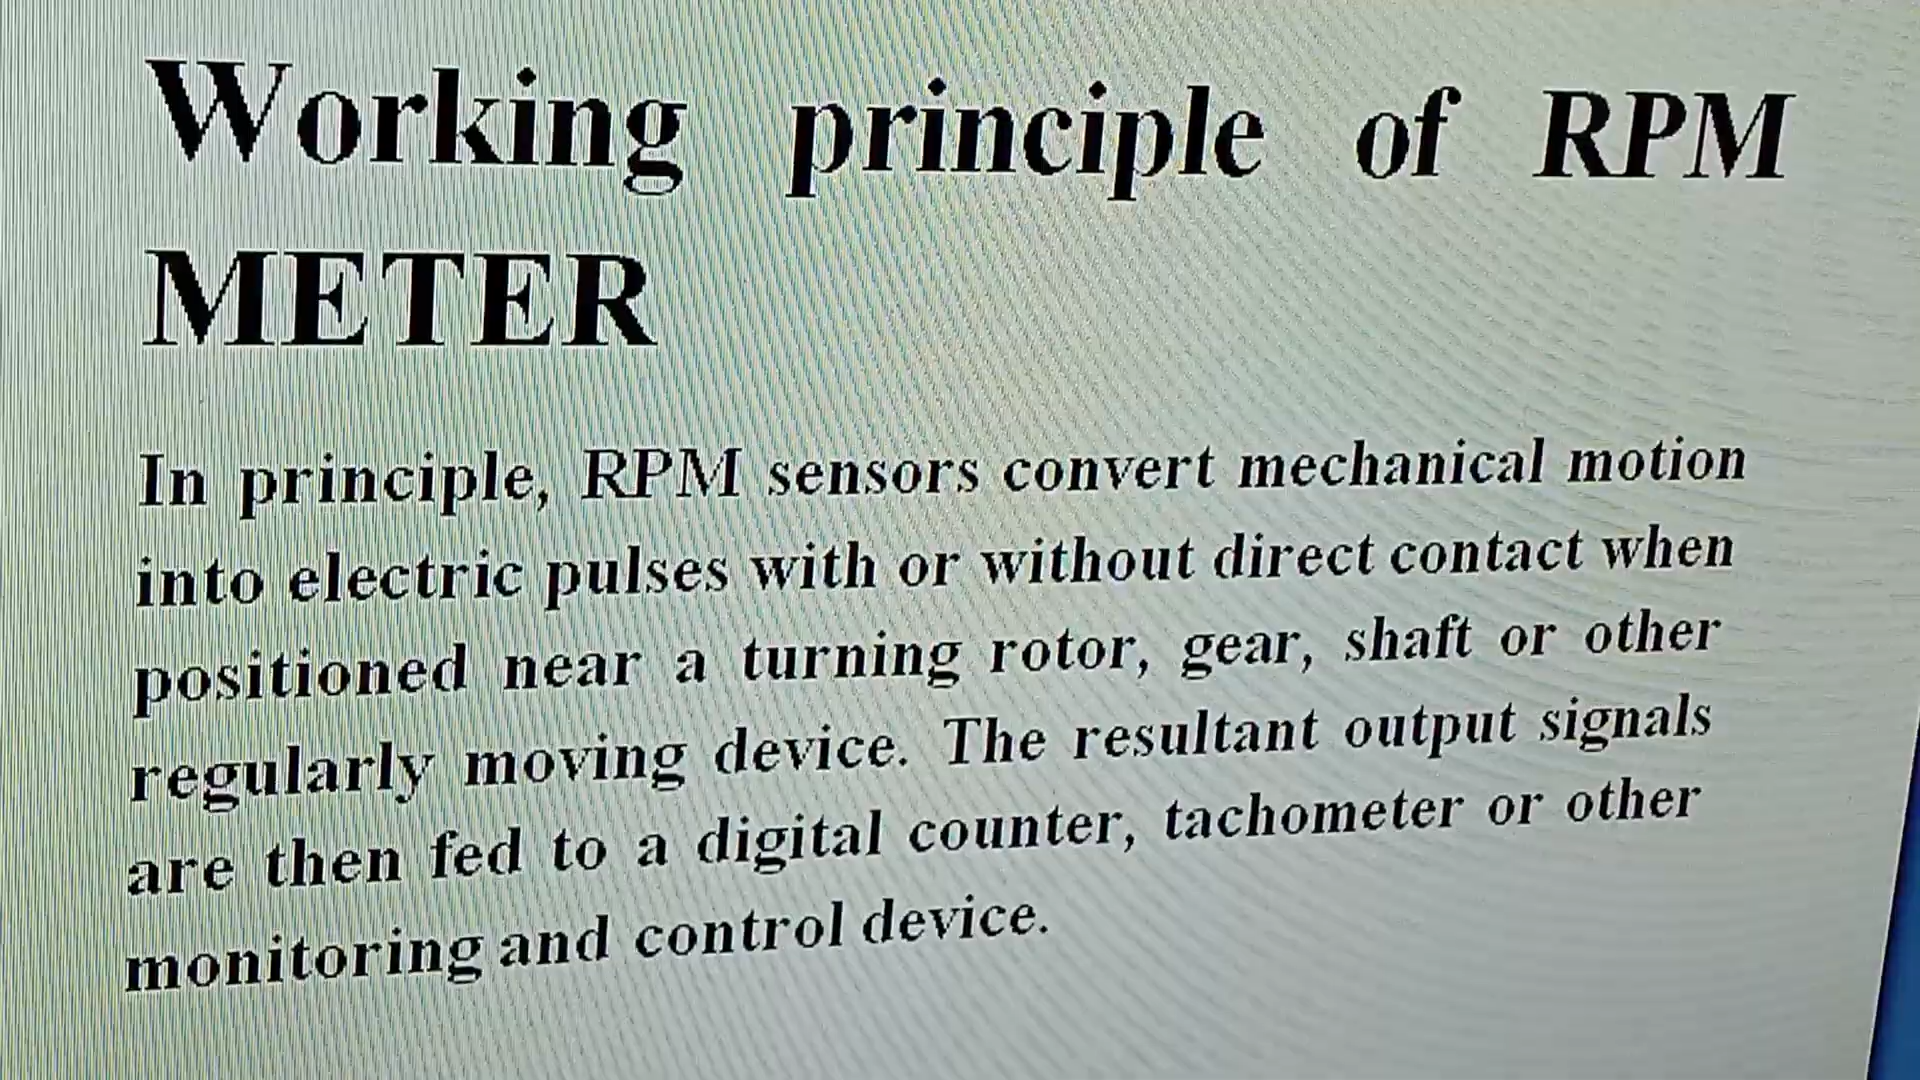 Working principle of RPM
METER
In principle, RPM sensors convert mechanical motion
into electric pulses with or without direct contact when
positioned near a turning rotor, gear, shaft or other
regularly moving device. The resultant output signals
are then fed to a digital counter, tachometer or other
monitoring and control device.